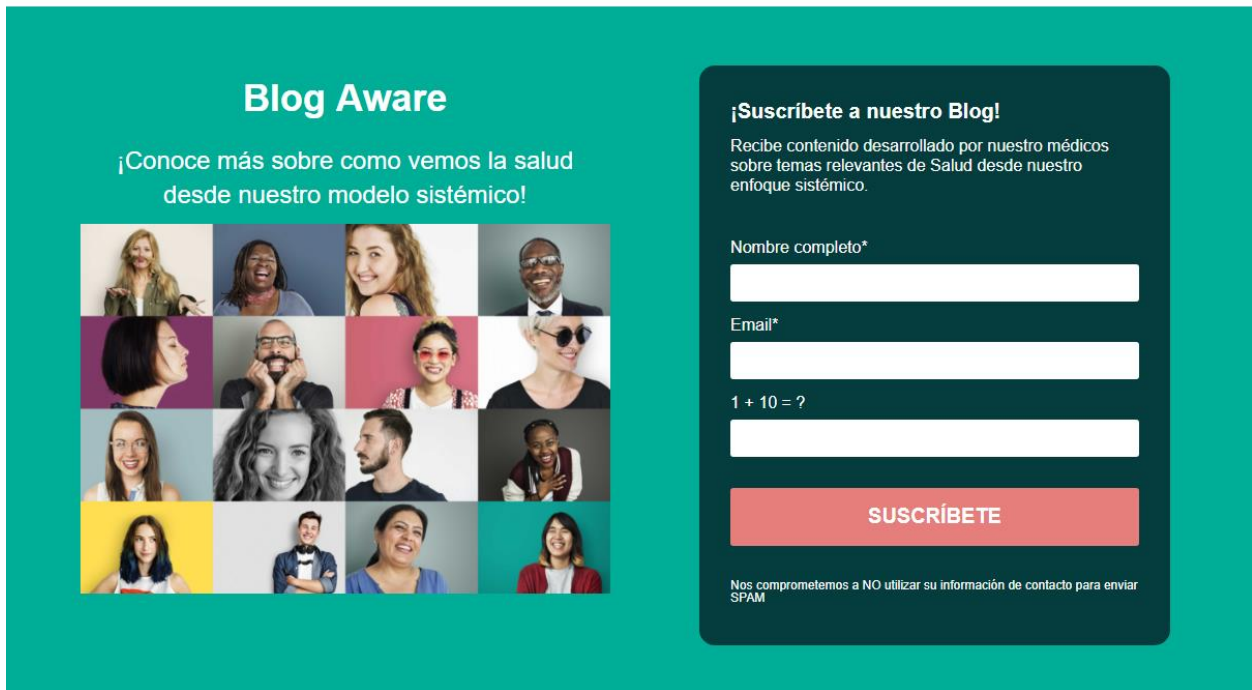 Blog Aware
¡Conoce más sobre como vemos la salud
desde nuestro modelo sistémico!
¡Suscríbete a nuestro Blog!
Recibe contenido desarrollado por nuestro médicos
sobre temas relevantes de Salud desde nuestro
enfoque sistémico.
Nombre completo*
Email*
1 + 10 = ?
SUSCRÍBETE
Nos comprometemos a NO utilizar su información de contacto para enviar
SPAM